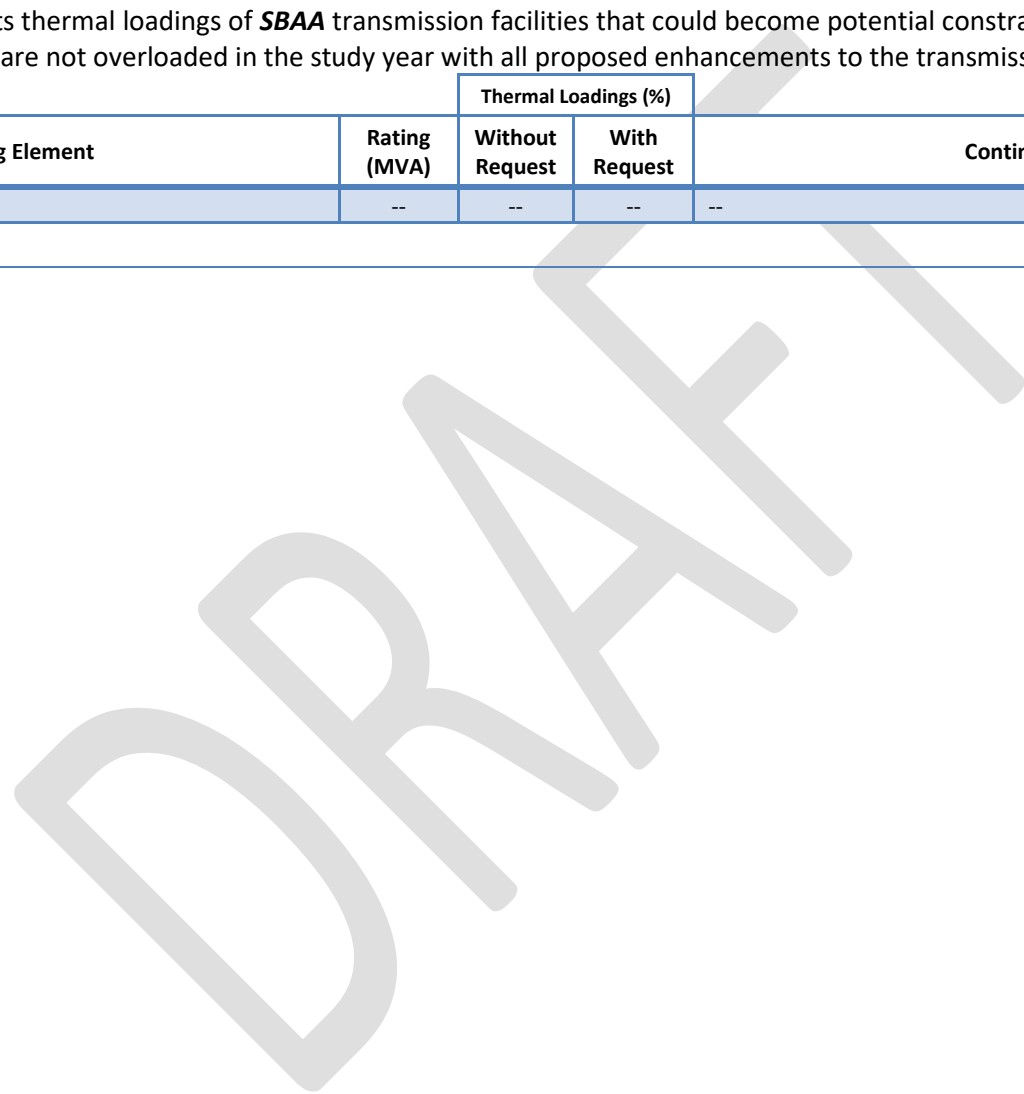 ts thermal loadings of SBAA transmission facilities that could become potential constra
are not overloaded in the study year with all proposed enhancements to the transmiss
Thermal Loadings (%)
g Element Rating (MVA) Without Request With Request Contin
-- -- -- --
DRAFT